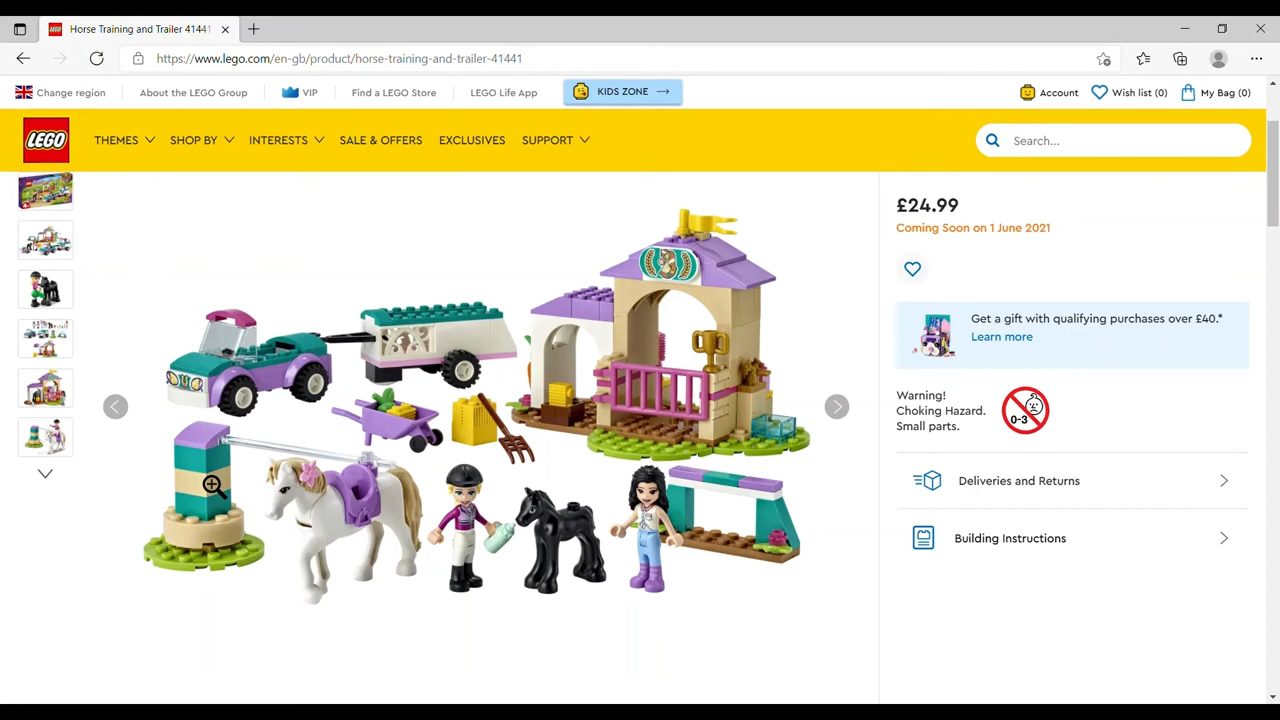 Horse Training and Trailer 41441
https://www.lego.com/en-gb/product/horse-training-and-trailer-41441
Change region
About the LEGO Group
VIP
Find a LEGO Store
LEGO Life App
KIDS ZONE
Account
Wish list (0)
My Bag (0)
LEGO
THEMES
SHOP BY
INTERESTS
SALE & OFFERS
EXCLUSIVES
SUPPORT
Search...
£24.99
Coming Soon on 1 June 2021
Get a gift with qualifying purchases over £40.*
Learn more
Warning!
Choking Hazard.
Small parts.
0-3
Deliveries and Returns
Building Instructions